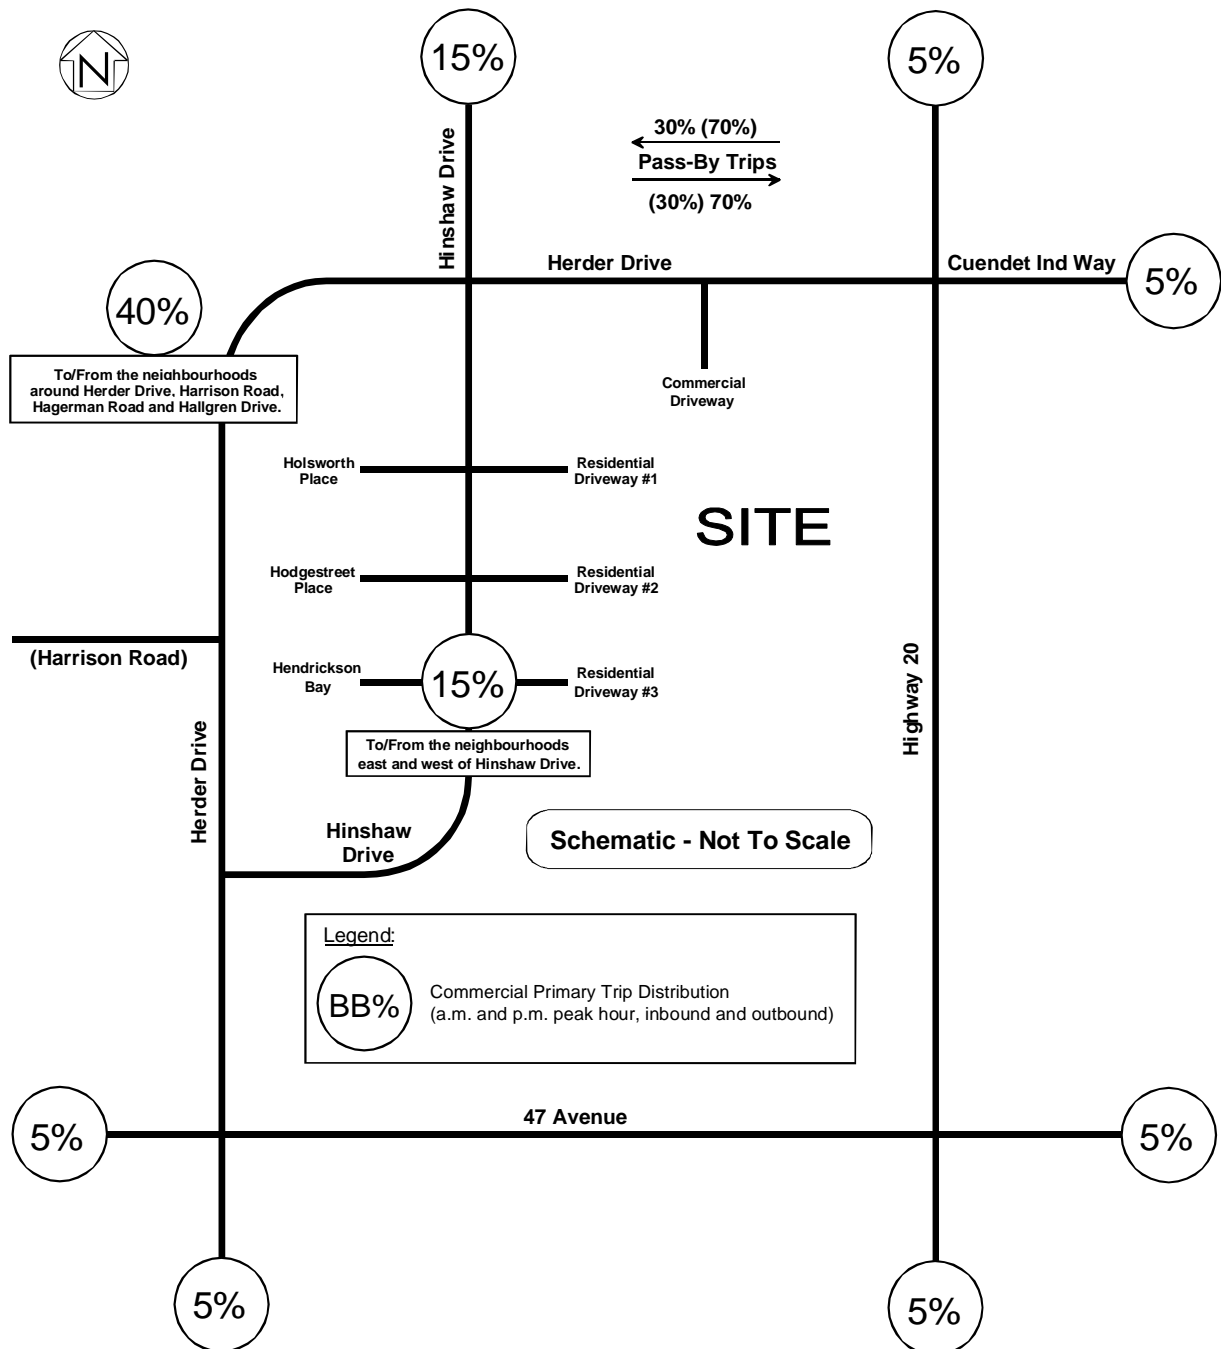 N
15%
5%
30% (70%)
Pass-By Trips
(30%) 70%
Hinshaw Drive
Herder Drive
Cuendet Ind Way
5%
40%
To/From the neighbourhoods
around Herder Drive, Harrison Road,
Hagerman Road and Hallgren Drive.
Commercial
Driveway
Holsworth
Place
Residential
Driveway #1
SITE
Hodgestreet
Place
Residential
Driveway #2
(Harrison Road)
Hendrickson
Bay
15%
Residential
Driveway #3
Highway 20
To/From the neighbourhoods
east and west of Hinshaw Drive.
Herder Drive
Hinshaw
Drive
Schematic - Not To Scale
Legend:
BB%
Commercial Primary Trip Distribution
(a.m. and p.m. peak hour, inbound and outbound)
47 Avenue
5%
5%
5%
5%